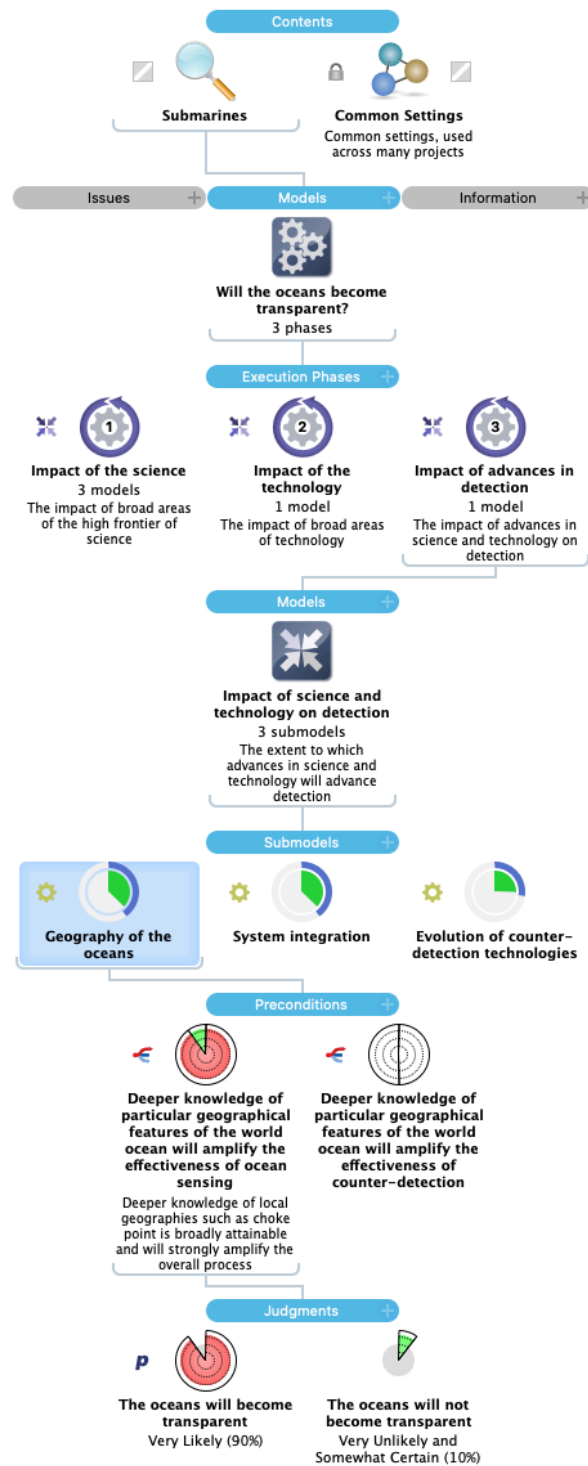 Contents
Submarines
Common Settings
Common settings, used
across many projects
Issues
Models
Information
Will the oceans become
transparent?
3 phases
Execution Phases
1
2
3
Impact of the science
3 models
The impact of broad areas
of the high frontier of
science
Impact of the
technology
1 model
The impact of broad areas
of technology
Impact of advances in
detection
1 model
The impact of advances in
science and technology on
detection
Models
Impact of science and
technology on detection
3 submodels
The extent to which
advances in science and
technology will advance
detection
Submodels
Geography of the
oceans
System integration
Evolution of counter-
detection technologies
Preconditions
Deeper knowledge of
particular geographical
features of the world
ocean will amplify the
effectiveness of ocean
sensing
Deeper knowledge of local
geographies such as choke
point is broadly attainable
and will strongly amplify the
overall process
Deeper knowledge of
particular geographical
features of the world
ocean will amplify the
effectiveness of
counter-detection
Judgments
p
The oceans will become
transparent
Very Likely (90%)
The oceans will not
become transparent
Very Unlikely and
Somewhat Certain (10%)